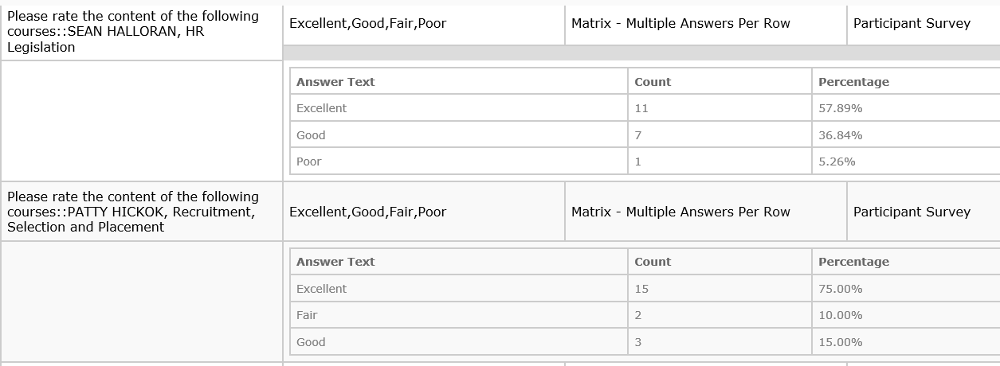 Please rate the content of the following
courses::SEAN HALLORAN, HR
Legislation
Excellent,Good,Fair,Poor
Matrix - Multiple Answers Per Row
Participant Survey
Answer Text Count Percentage
Excellent 11 57.89%
Good 7 36.84%
Poor 1 5.26%
Please rate the content of the following
courses::PATTY HICKOK, Recruitment,
Selection and Placement
Excellent,Good,Fair,Poor
Matrix - Multiple Answers Per Row
Participant Survey
Answer Text Count Percentage
Excellent 15 75.00%
Fair 2 10.00%
Good 3 15.00%